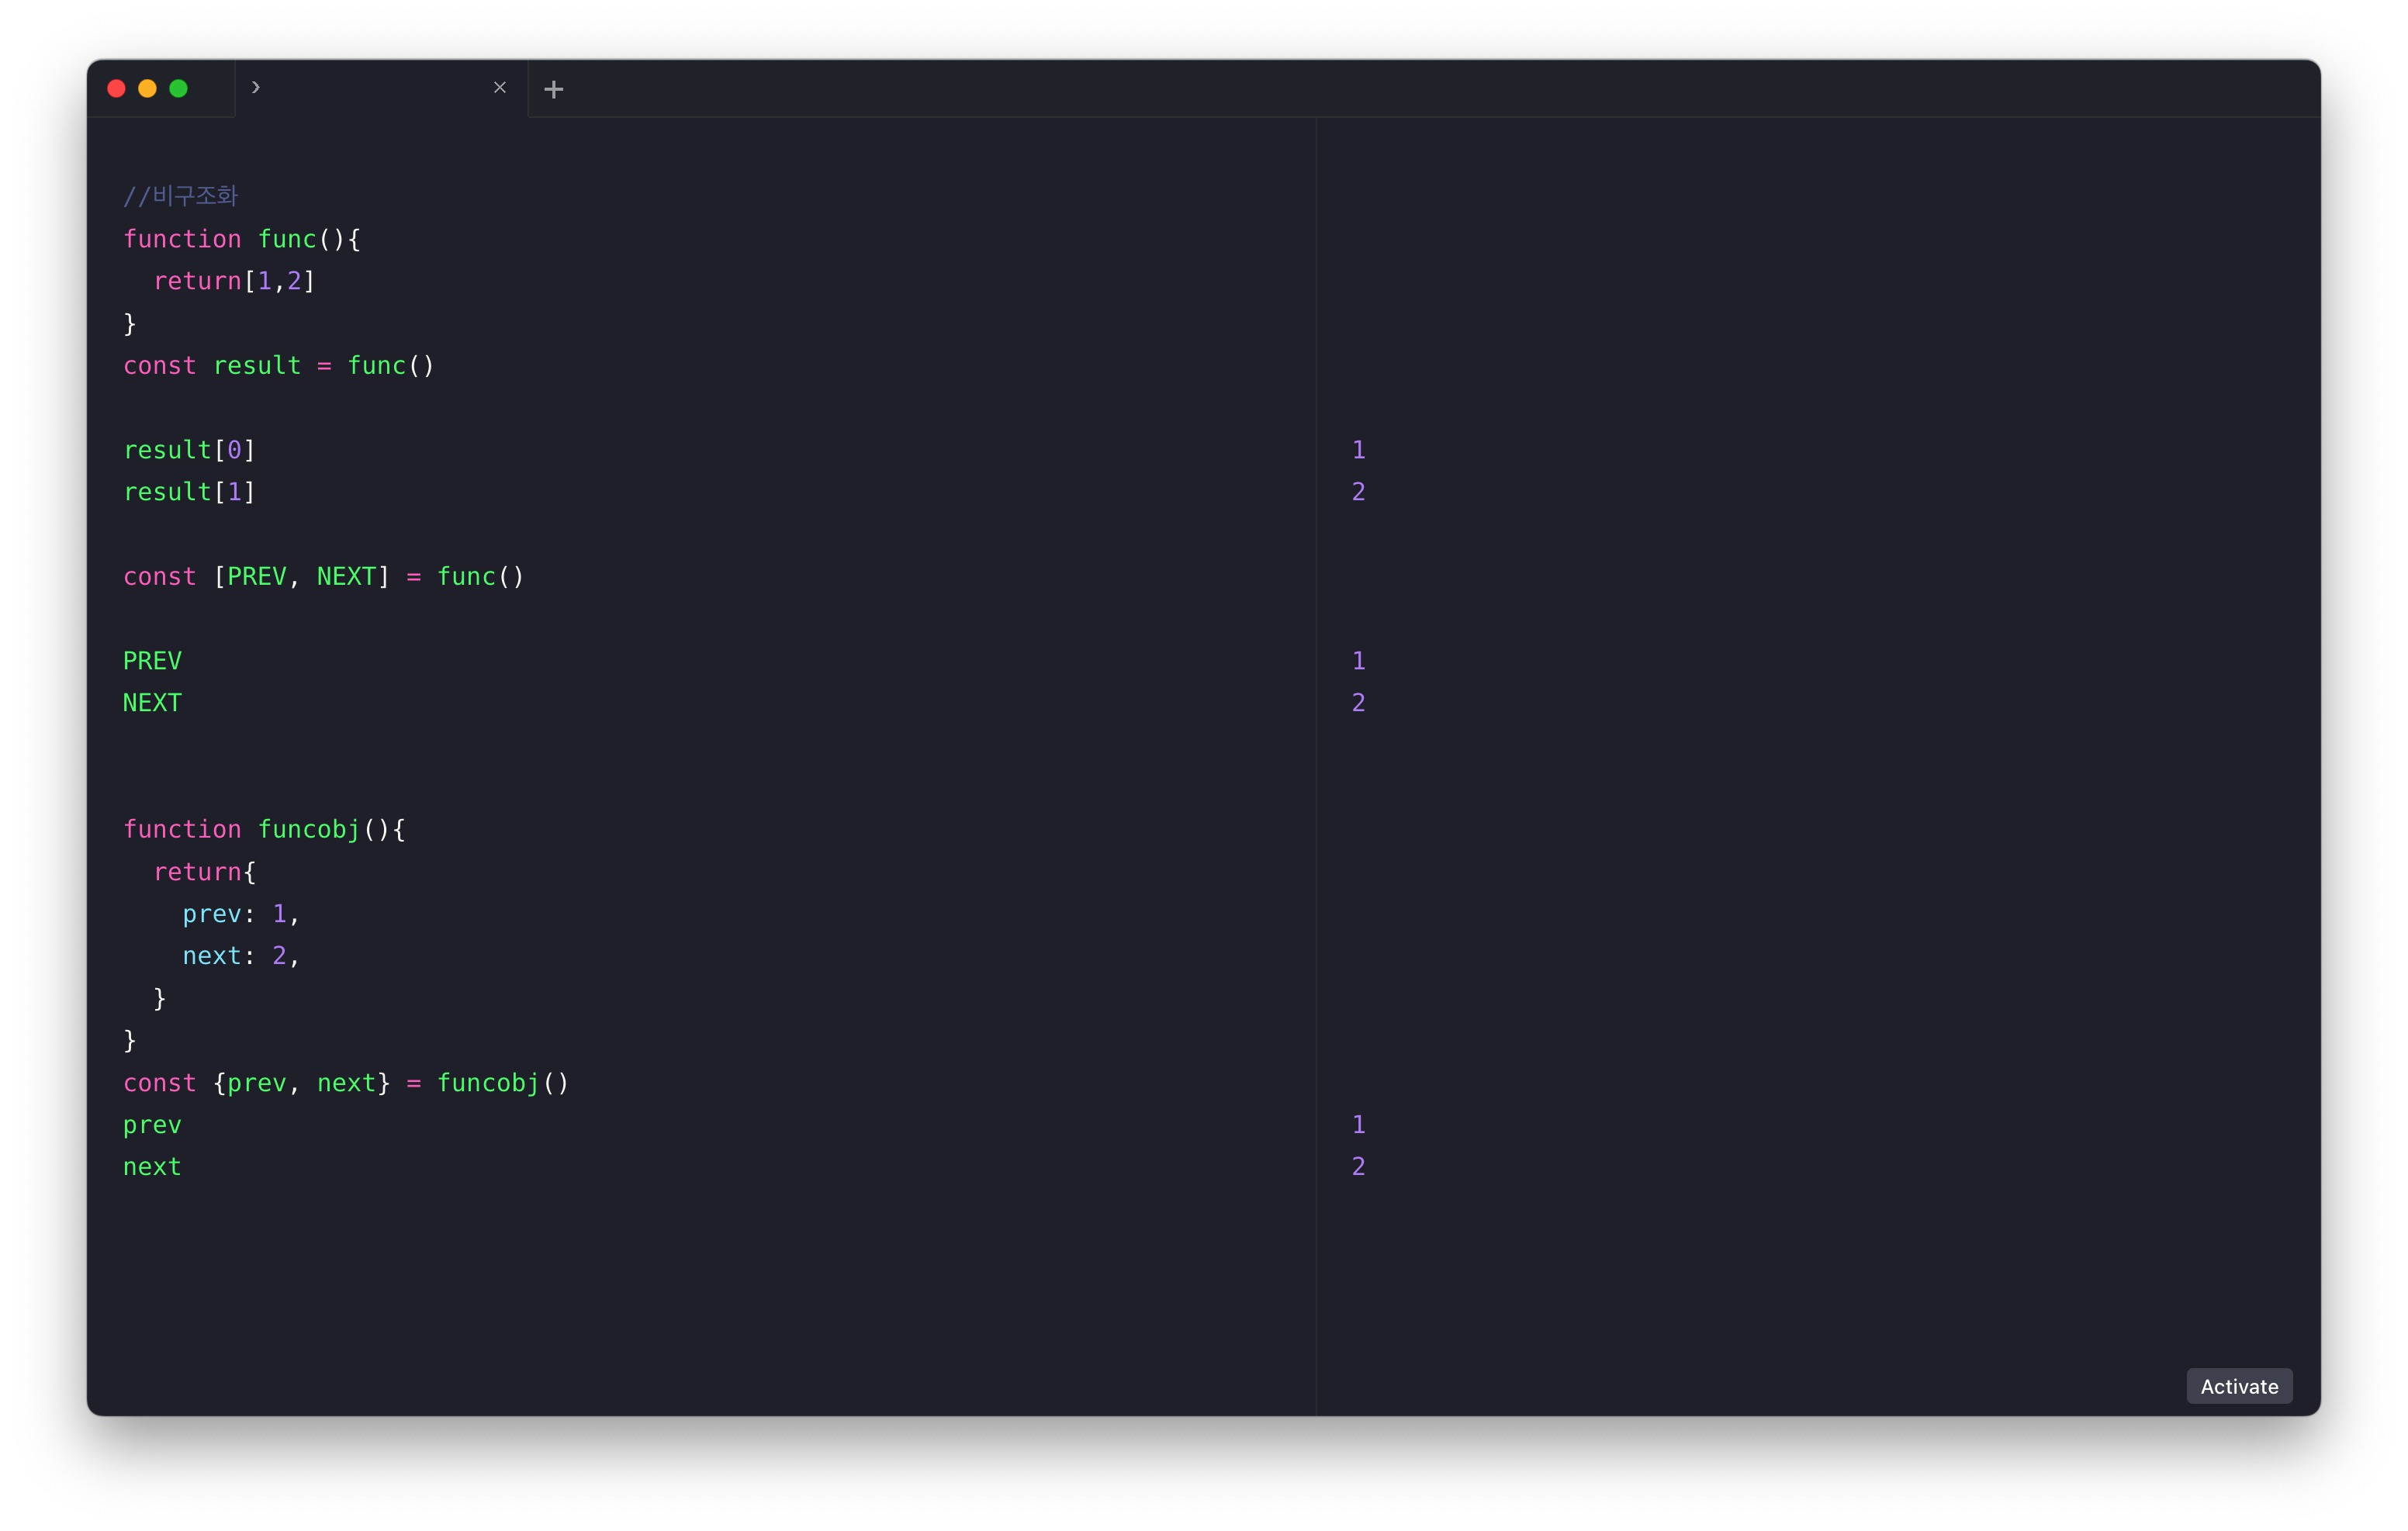 //비구조화
function func(){
  return[1,2]
}
const result = func()
result[0]
1
result[1]
2
const [PREV, NEXT] = func()
PREV
1
NEXT
2
function funcobj(){
  return{
    prev: 1,
    next: 2,
  }
}
const {prev, next} = funcobj()
prev
1
next
2
Activate